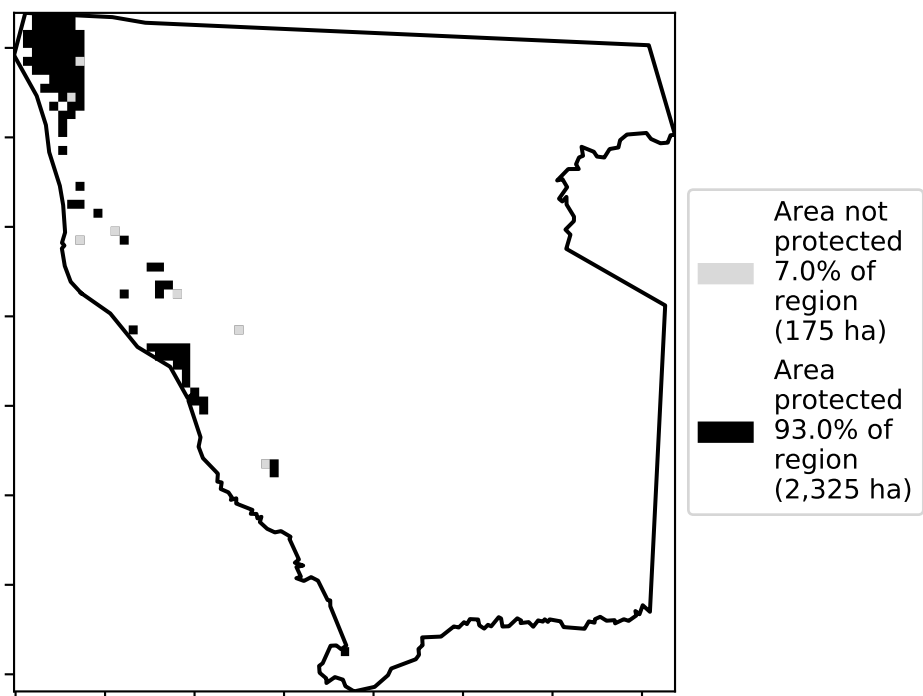 Area not
protected
7.0% of
region
(175 ha)
Area
protected
93.0% of
region
(2,325 ha)